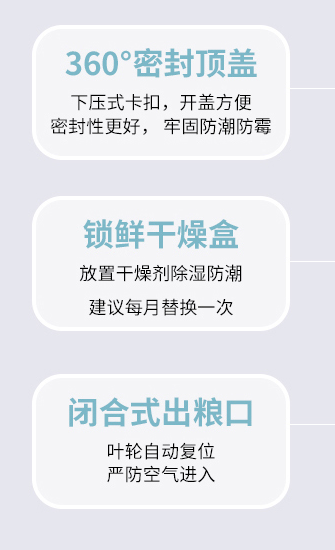 360°密封顶盖
下压式卡扣，开盖方便
密封性更好， 牢固防潮防霉
锁鲜干燥盒
放置干燥剂除湿防潮
建议每月替换一次
闭合式出粮口
叶轮自动复位
严防空气进入